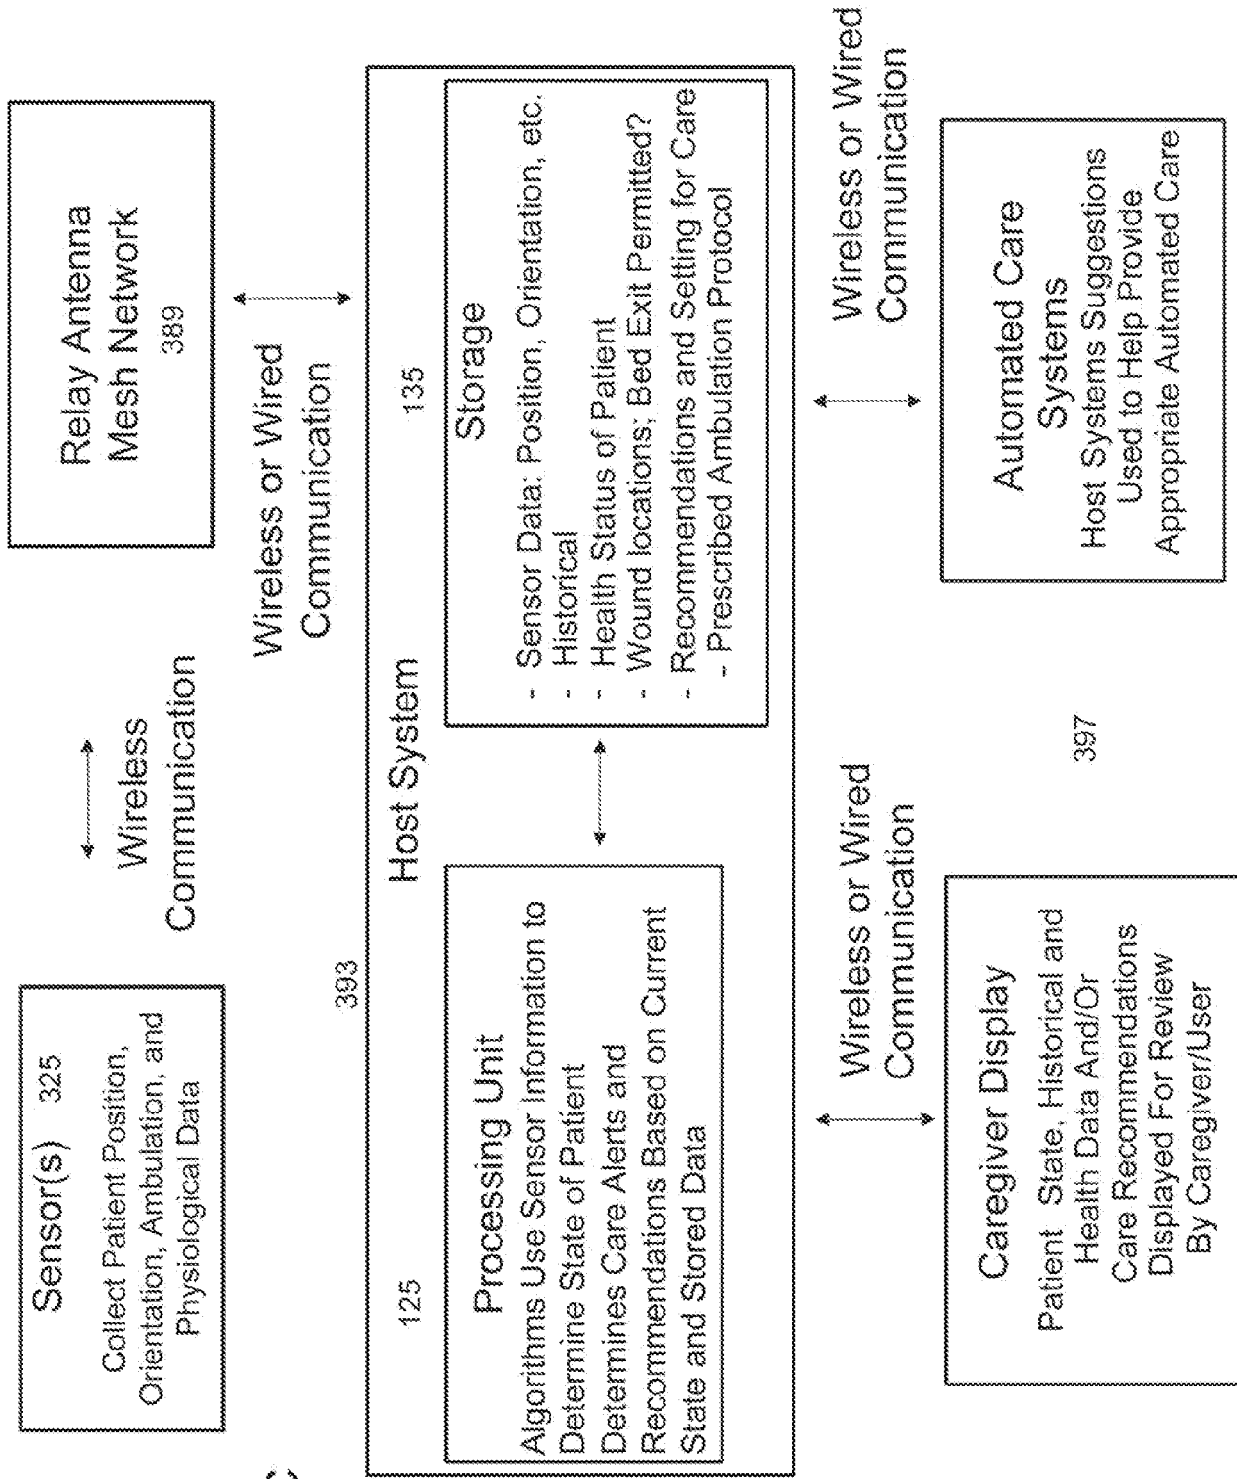 Sensor(s) 325
Collect Patient Position,
Orientation, Ambulation, and
Physiological Data
Wireless
Communication
Relay Antenna
Mesh Network
389
Wireless or Wired
Communication
393
Host System
125
Processing Unit
Algorithms Use Sensor Information to
Determine State of Patient
Determines Care Alerts and
Recommendations Based on Current
State and Stored Data
135
Storage
- Sensor Data: Position, Orientation, etc.
- Historical
- Health Status of Patient
- Wound locations; Bed Exit Permitted?
- Recommendations and Setting for Care
- Prescribed Ambulation Protocol
Wireless or Wired
Communication
Wireless or Wired
Communication
Caregiver Display
Patient State, Historical and
Health Data And/Or
Care Recommendations
Displayed For Review
By Caregiver/User
397
Automated Care
Systems
Host Systems Suggestions
Used to Help Provide
Appropriate Automated Care